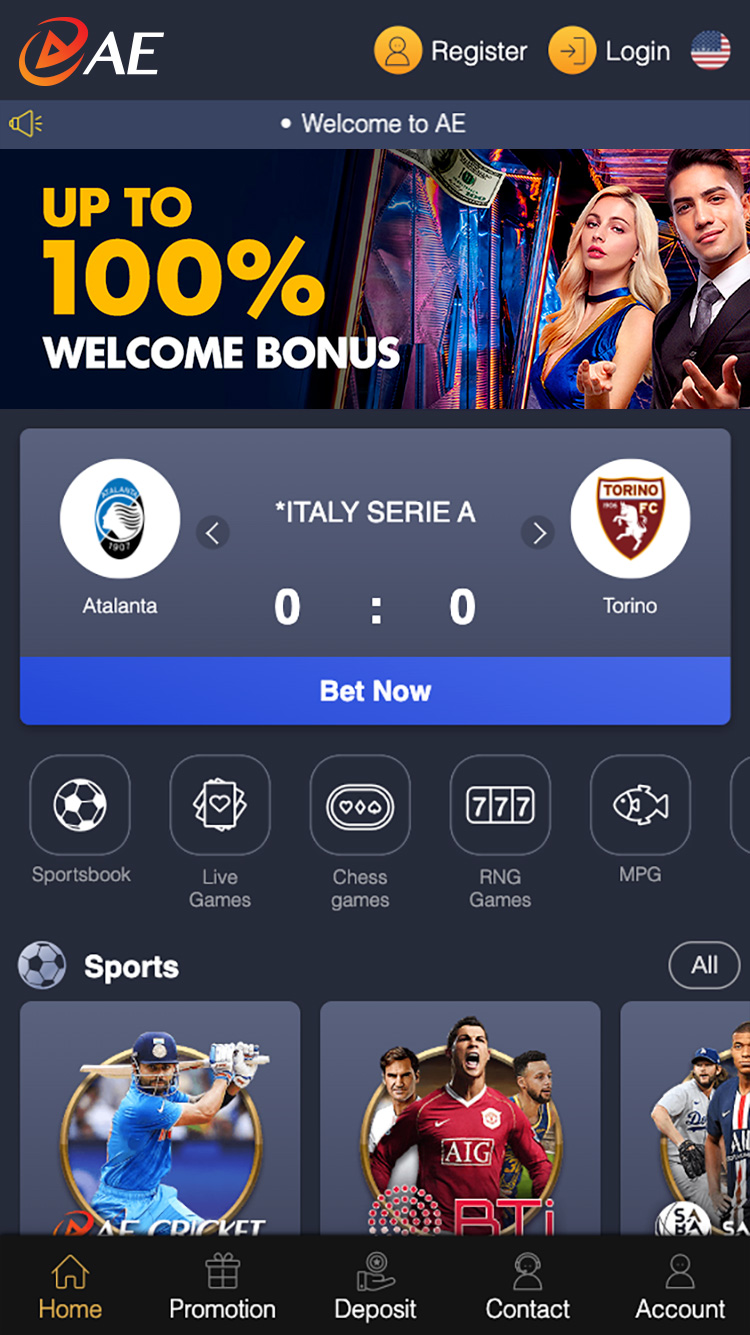 AE
Register
Login
• Welcome to AE
UP TO
100%
WELCOME BONUS
*ITALY SERIE A
ATALANTA
1907
TORINO
1906 FC
Atalanta
0 : 0
Torino
Bet Now
777
Sportsbook
Live
Games
Chess
games
RNG
Games
MPG
Sports
All
AIG
AE CRICKET
BTi
SA
BA
Home
Promotion
Deposit
Contact
Account